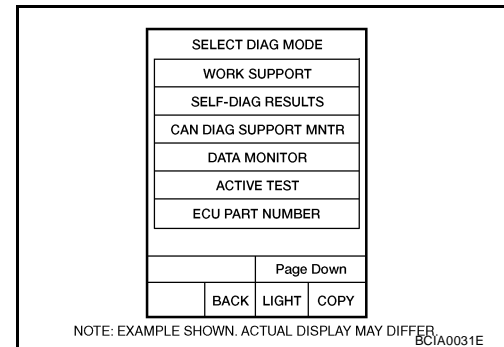 SELECT DIAG MODE
WORK SUPPORT
SELF-DIAG RESULTS
CAN DIAG SUPPORT MNTR
DATA MONITOR
ACTIVE TEST
ECU PART NUMBER
Page Down
BACK LIGHT COPY
NOTE: EXAMPLE SHOWN. ACTUAL DISPLAY MAY DIFFER.
BCIA0031E